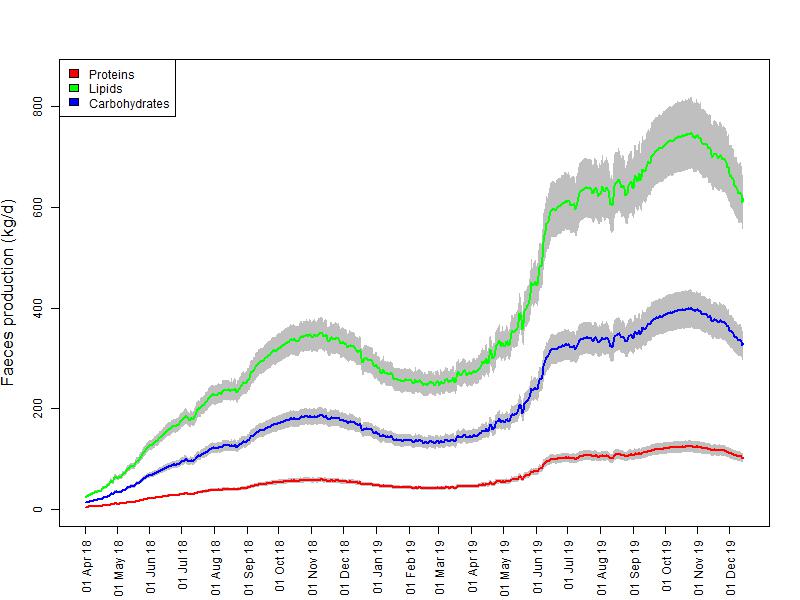 Proteins
Lipids
Carbohydrates
Faeces production (kg/d)
800
600
400
200
0
01 Apr 18
01 May 18
01 Jun 18
01 Jul 18
01 Aug 18
01 Sep 18
01 Oct 18
01 Nov 18
01 Dec 18
01 Jan 19
01 Feb 19
01 Mar 19
01 Apr 19
01 May 19
01 Jun 19
01 Jul 19
01 Aug 19
01 Sep 19
01 Oct 19
01 Nov 19
01 Dec 19